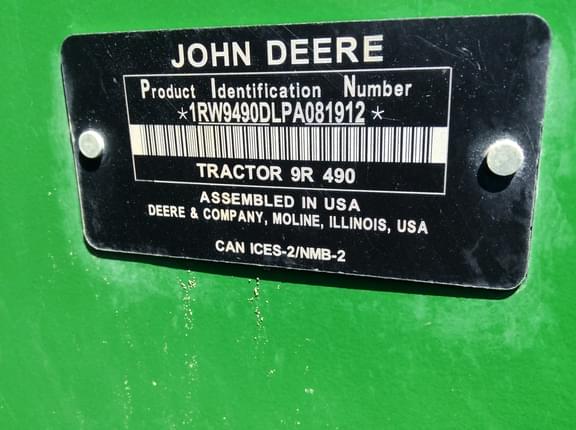 JOHN DEERE
Product Identification Number
*1RW9490DLPA081912*
TRACTOR 9R 490
ASSEMBLED IN USA
DEERE & COMPANY, MOLINE, ILLINOIS, USA
CAN ICES-2/NMB-2